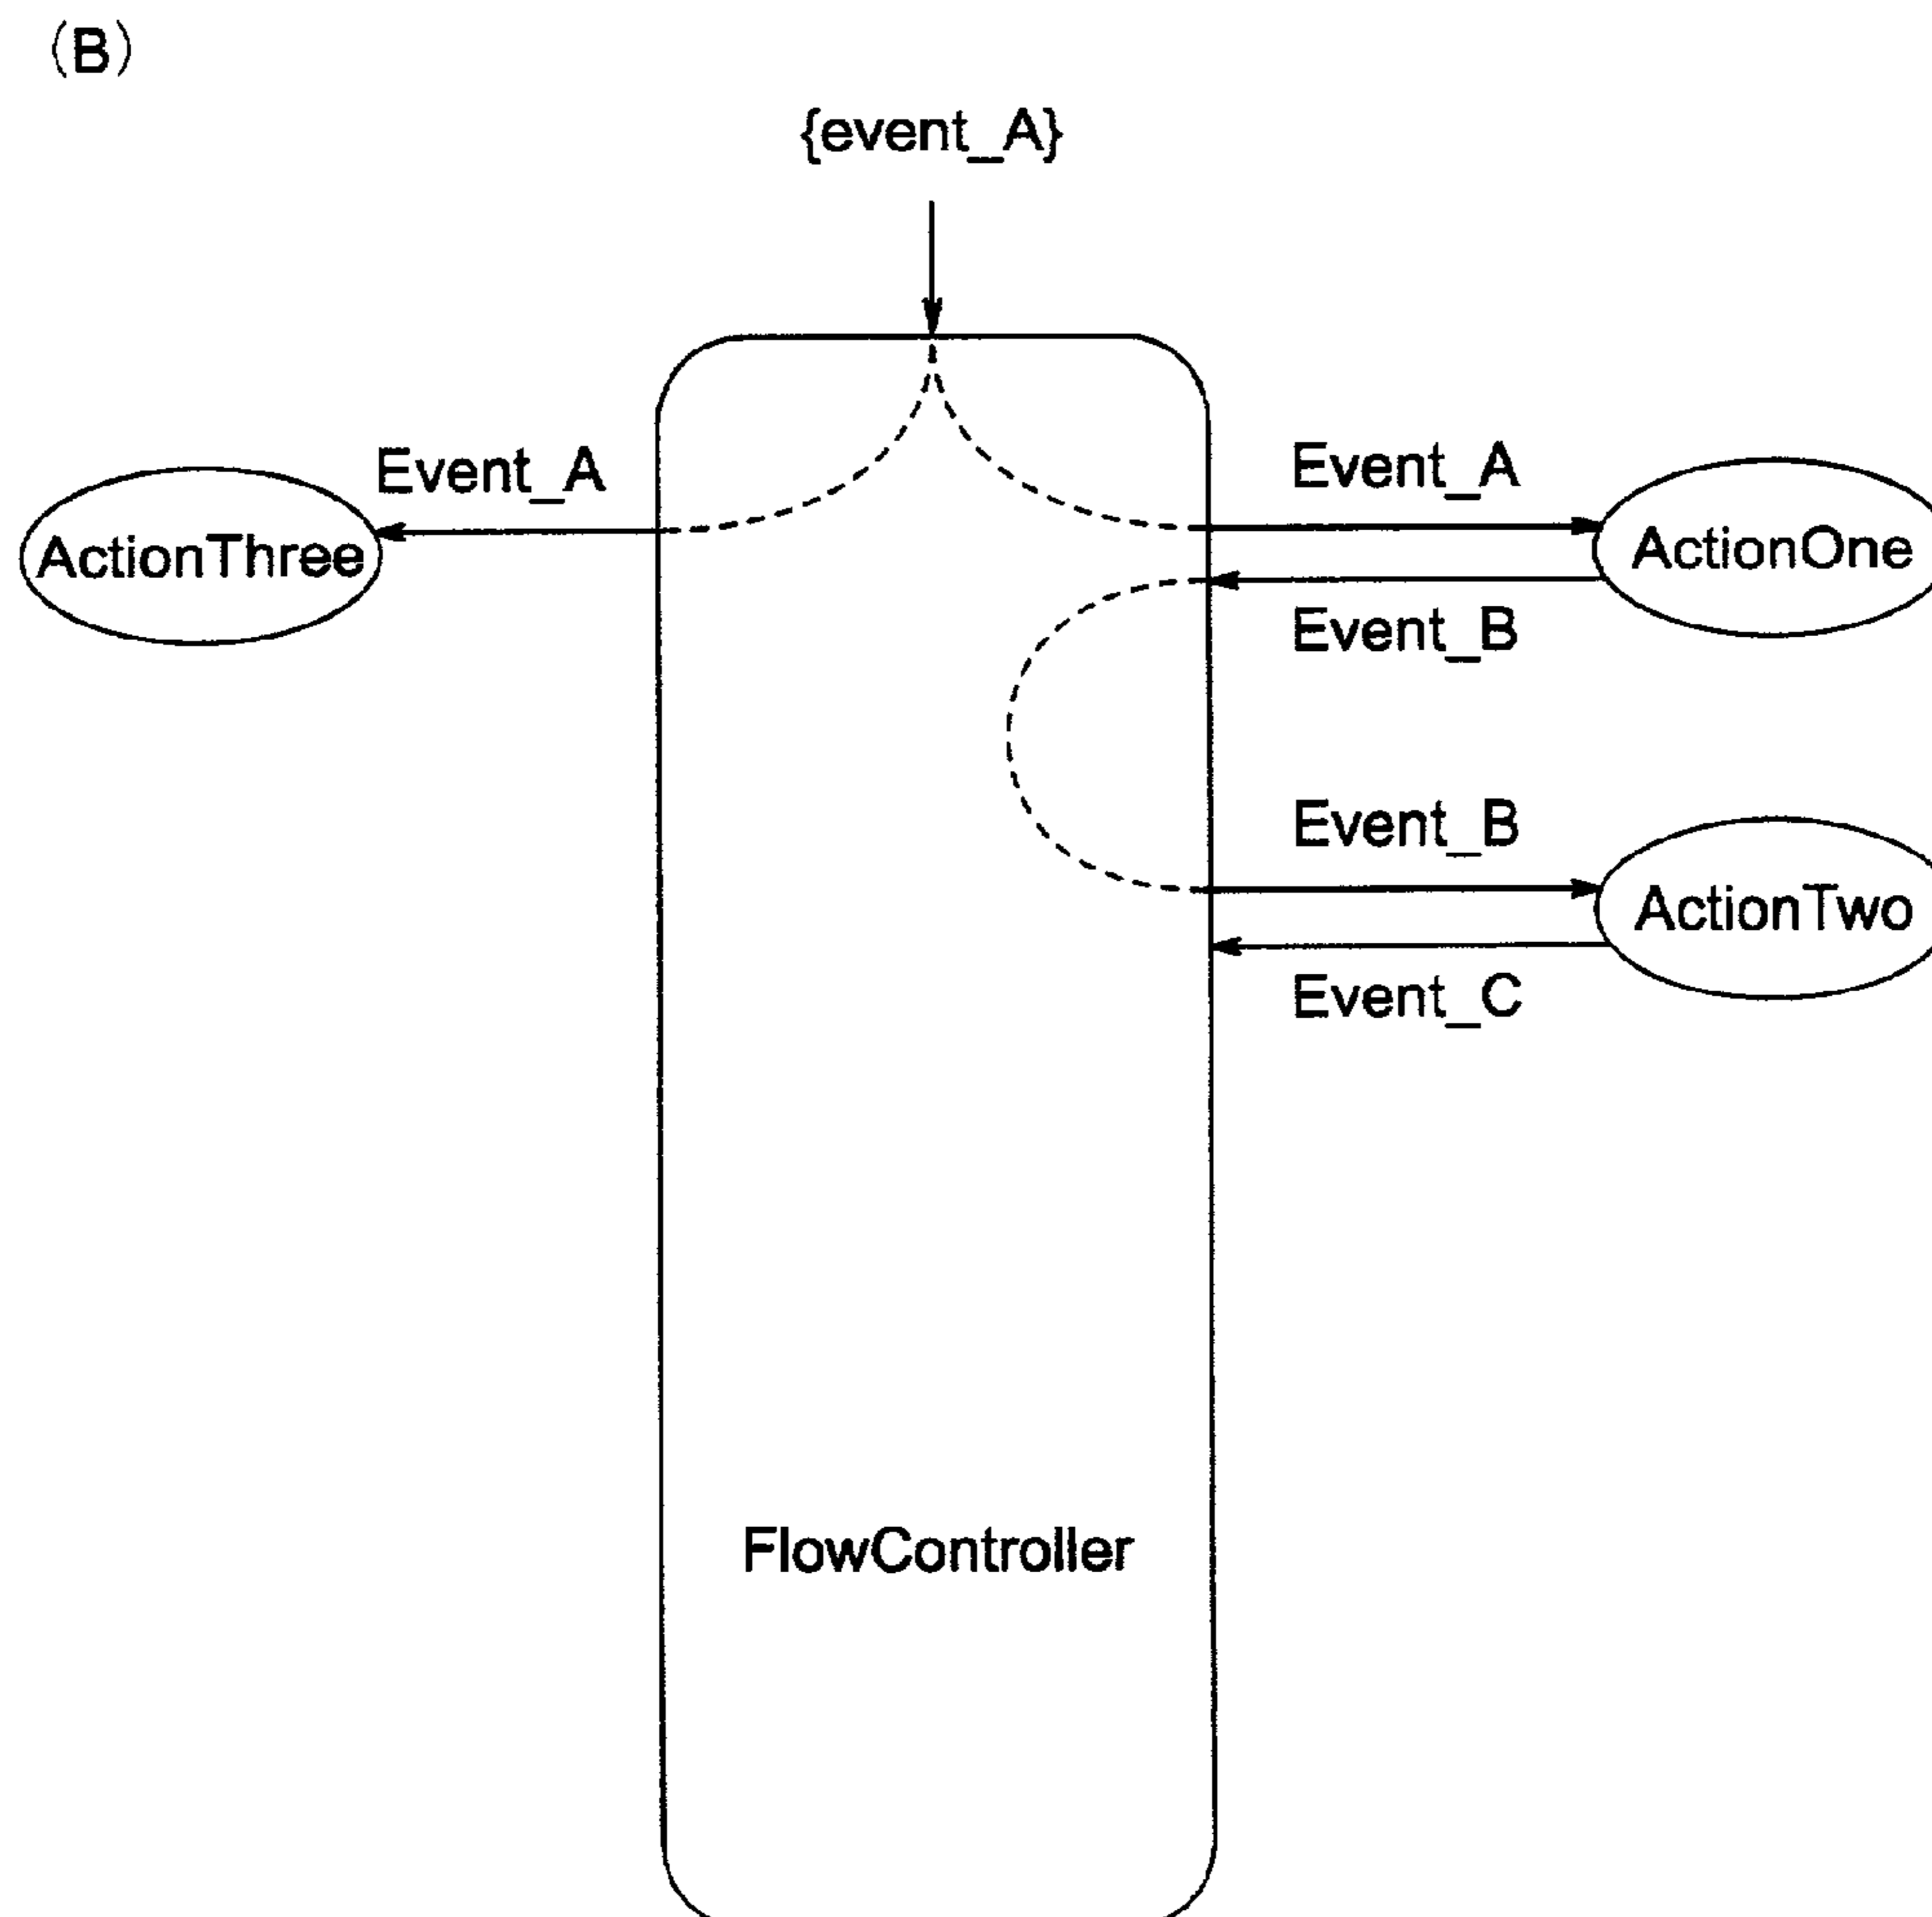 (B)
{event_A}
Event_A
Event_A
ActionThree
ActionOne
Event_B
Event_B
ActionTwo
Event_C
FlowController